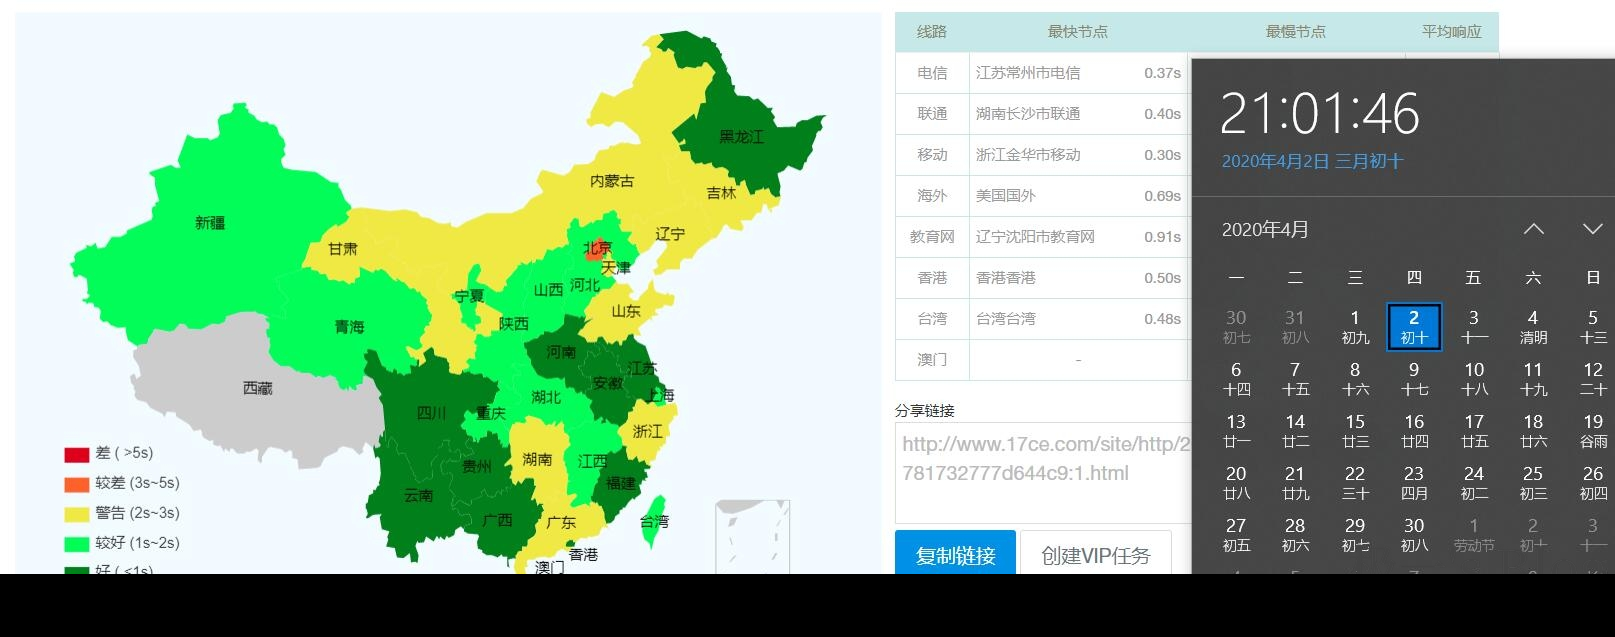 黑龙江
内蒙古
吉林
新疆
辽宁
甘肃
北京
天津
宁夏
山西
河北
山东
青海
陕西
河南
江苏
安徽
西藏
上海
湖北
四川
重庆
浙江
湖南
江西
贵州
福建
云南
广西
广东
台湾
香港
澳门
差 ( >5s)
较差 (3s~5s)
警告 (2s~3s)
较好 (1s~2s)
好 ( <1s)
线路 最快节点 最慢节点 平均响应
电信 江苏常州市电信 0.37s
联通 湖南长沙市联通 0.40s
移动 浙江金华市移动 0.30s
海外 美国国外 0.69s
教育网 辽宁沈阳市教育网 0.91s
香港 香港香港 0.50s
台湾 台湾台湾 0.48s
澳门 -
分享链接
http://www.17ce.com/site/http/2
781732777d644c9:1.html
复制链接 创建VIP任务
21:01:46
2020年4月2日 三月初十
2020年4月
一 二 三 四 五 六 日
30 31 1 2 3 4 5
初七 初八 初九 初十 十一 清明 十三
6 7 8 9 10 11 12
十四 十五 十六 十七 十八 十九 二十
13 14 15 16 17 18 19
廿一 廿二 廿三 廿四 廿五 廿六 谷雨
20 21 22 23 24 25 26
廿八 廿九 三十 四月 初二 初三 初四
27 28 29 30 1 2 3
初五 初六 初七 初八 劳动节 初十 十一